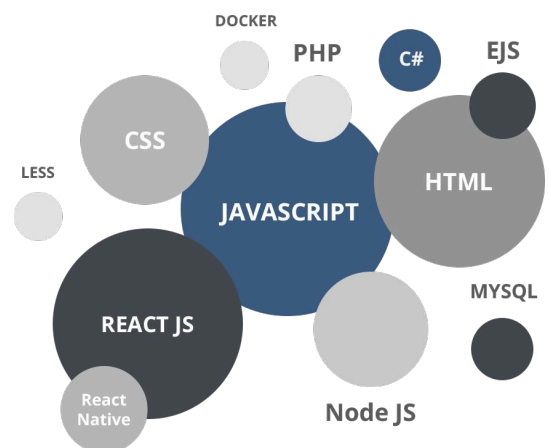 DOCKER
PHP
C#
EJS
CSS
HTML
LESS
JAVASCRIPT
MYSQL
REACT JS
React
Native
Node JS